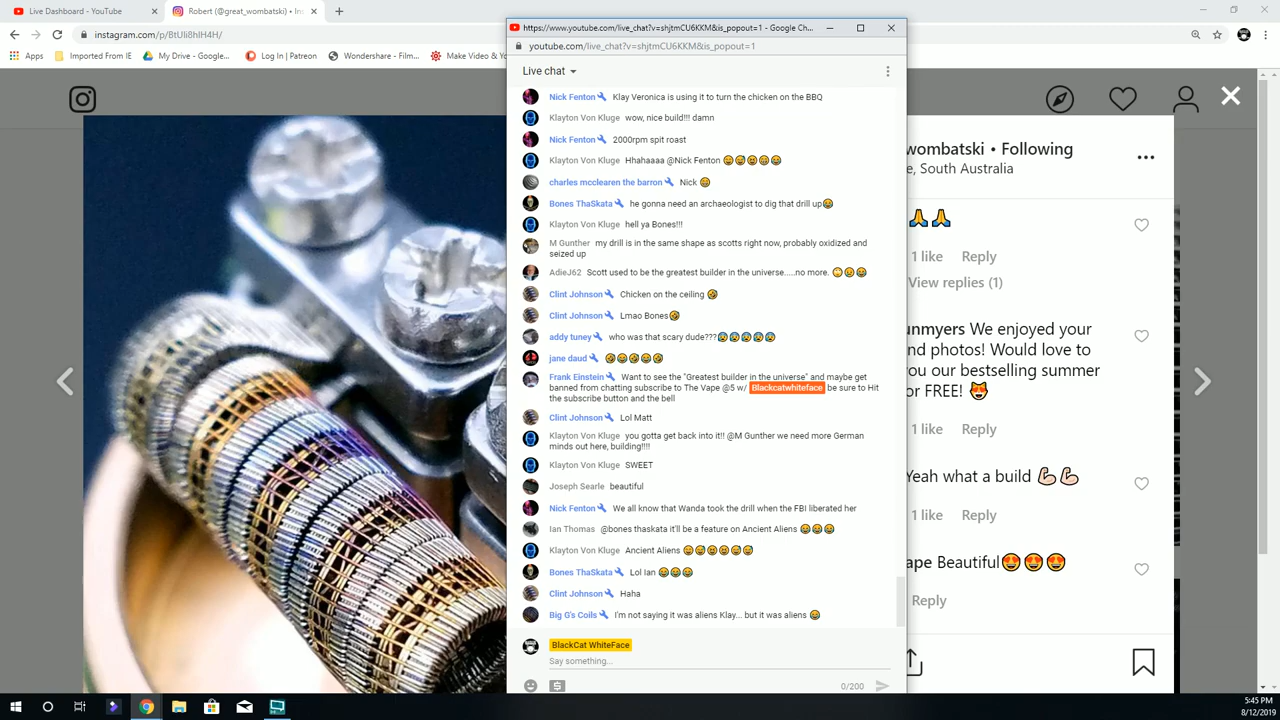 Live Dashboard - YouTube
Robert (@great_wombatski) • Ins
instagram.com/p/BtUli8hIH4H/
Apps
Imported From IE
My Drive - Google...
Log In | Patreon
Wondershare - Film...
Make Video & Y
https://www.youtube.com/live_chat?v=shjtmCU6KKM&is_popout=1 - Google Ch...
youtube.com/live_chat?v=shjtmCU6KKM&is_popout=1
Live chat
Nick Fenton Klay Veronica is using it to turn the chicken on the BBQ
Klayton Von Kluge wow, nice build!!! damn
Nick Fenton 2000rpm spit roast
Klayton Von Kluge Hhahaaaa @Nick Fenton 😄😅😆😁😂
charles mcclearen the barron Nick 😄
Bones ThaSkata he gonna need an archaeologist to dig that drill up😂
Klayton Von Kluge hell ya Bones!!!
M Gunther my drill is in the same shape as scotts right now, probably oxidized and
seized up
AdieJ62 Scott used to be the greatest builder in the universe.....no more. 🙄😥😂
Clint Johnson Chicken on the ceiling 🤣
Clint Johnson Lmao Bones🤣
addy tuney who was that scary dude???😰😰😰😰😰
jane daud 🤣😂🤣😂🤣
Frank Einstein Want to see the "Greatest builder in the universe" and maybe get
banned from chatting subscribe to The Vape @5 w/ Blackcatwhiteface be sure to Hit
the subscribe button and the bell
Clint Johnson Lol Matt
Klayton Von Kluge you gotta get back into it!! @M Gunther we need more German
minds out here, building!!!!
Klayton Von Kluge SWEET
Joseph Searle beautiful
Nick Fenton We all know that Wanda took the drill when the FBI liberated her
Ian Thomas @bones thaskata it'll be a feature on Ancient Aliens 😂😂😂
Klayton Von Kluge Ancient Aliens 😄😅😆😆😅😅
Bones ThaSkata Lol Ian 😂😂😂
Clint Johnson Haha
Big G's Coils I'm not saying it was aliens Klay... but it was aliens 😂
BlackCat WhiteFace
Say something...
0/200
wombatski • Following
e, South Australia
🙏🙏
1 like Reply
View replies (1)
unmyers We enjoyed your
nd photos! Would love to
ou our bestselling summer
or FREE! 😍
1 like Reply
Yeah what a build 💪💪
1 like Reply
ape Beautiful😍😍😍
Reply
5:45 PM
8/12/2019